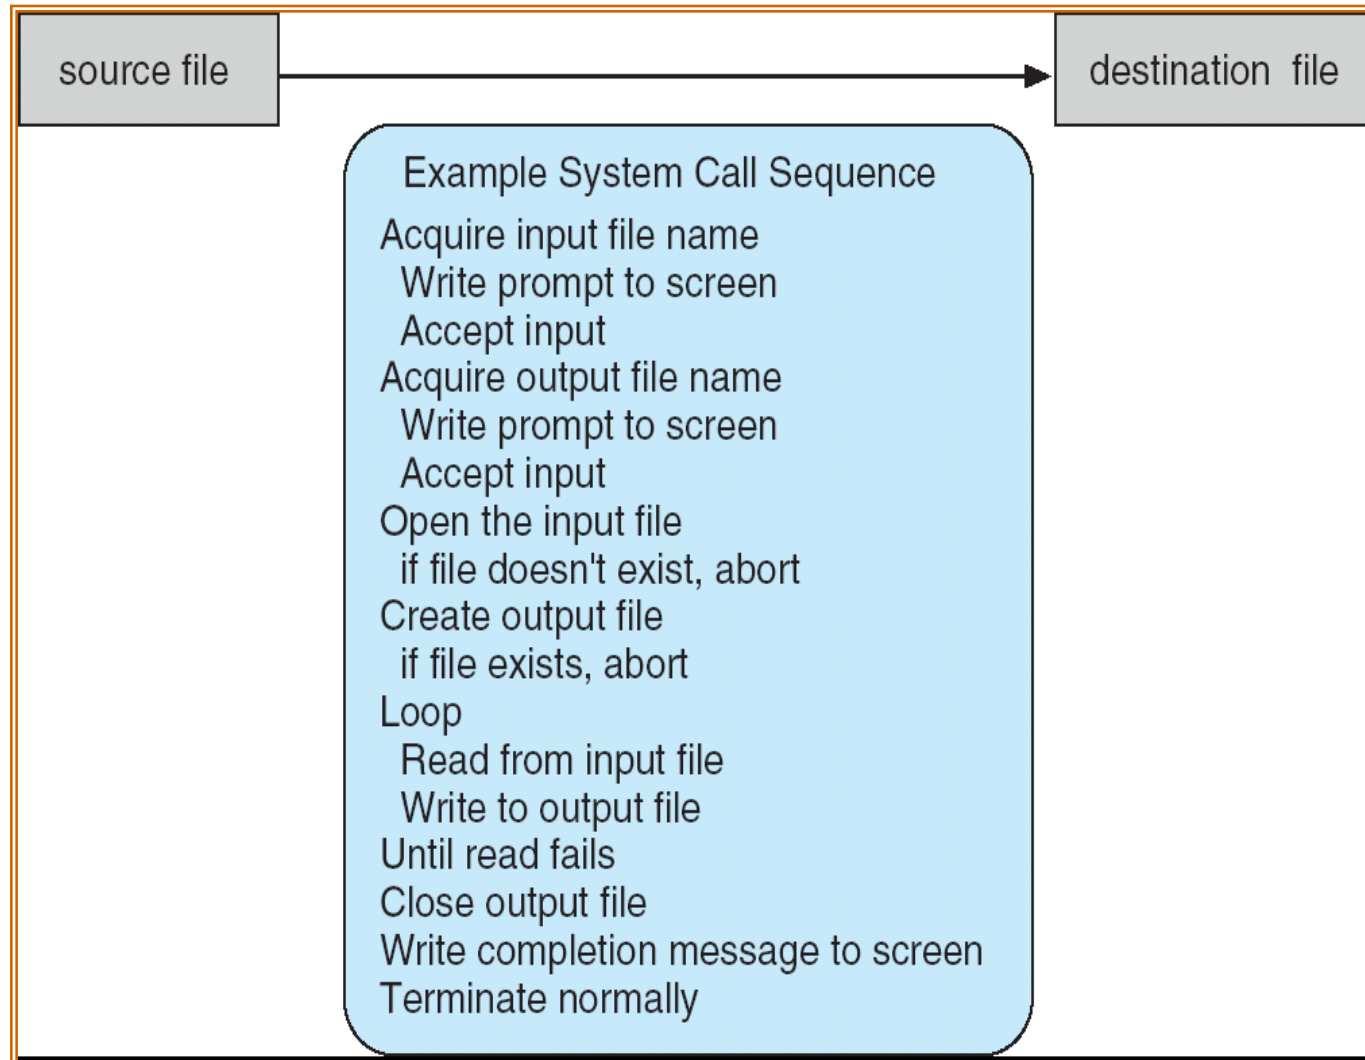 source file
destination file
Example System Call Sequence
Acquire input file name
Write prompt to screen
Accept input
Acquire output file name
Write prompt to screen
Accept input
Open the input file
if file doesn't exist, abort
Create output file
if file exists, abort
Loop
Read from input file
Write to output file
Until read fails
Close output file
Write completion message to screen
Terminate normally